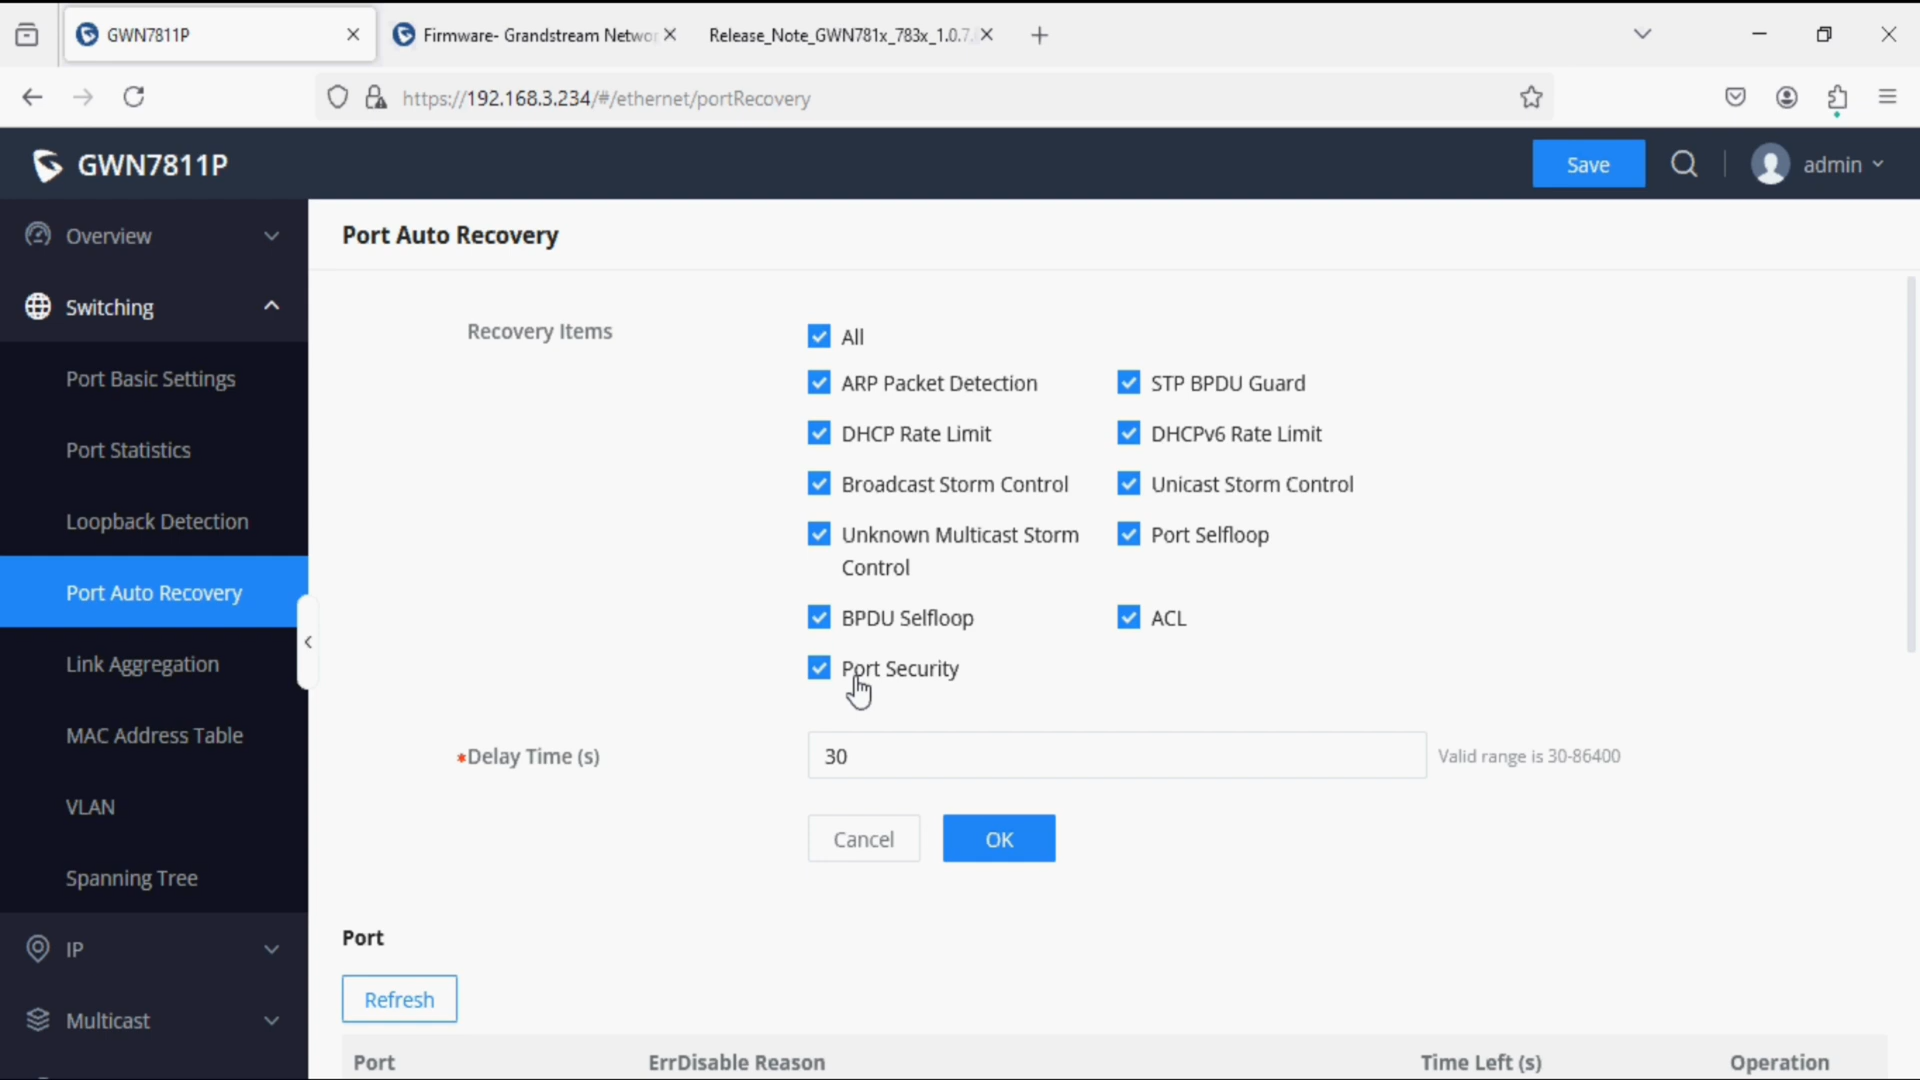 GWN7811P
Firmware- Grandstream Networ
Release_Note_GWN781x_783x_1.0.7.
https://192.168.3.234/#/ethernet/portRecovery
GWN7811P
Save
admin
Overview
Switching
Port Basic Settings
Port Statistics
Loopback Detection
Port Auto Recovery
Link Aggregation
MAC Address Table
VLAN
Spanning Tree
IP
Multicast
Port Auto Recovery
Recovery Items
All
ARP Packet Detection
STP BPDU Guard
DHCP Rate Limit
DHCPv6 Rate Limit
Broadcast Storm Control
Unicast Storm Control
Unknown Multicast Storm
Control
Port Selfloop
BPDU Selfloop
ACL
Port Security
*Delay Time (s)
30
Valid range is 30-86400
Cancel
OK
Port
Refresh
Port
ErrDisable Reason
Time Left (s)
Operation